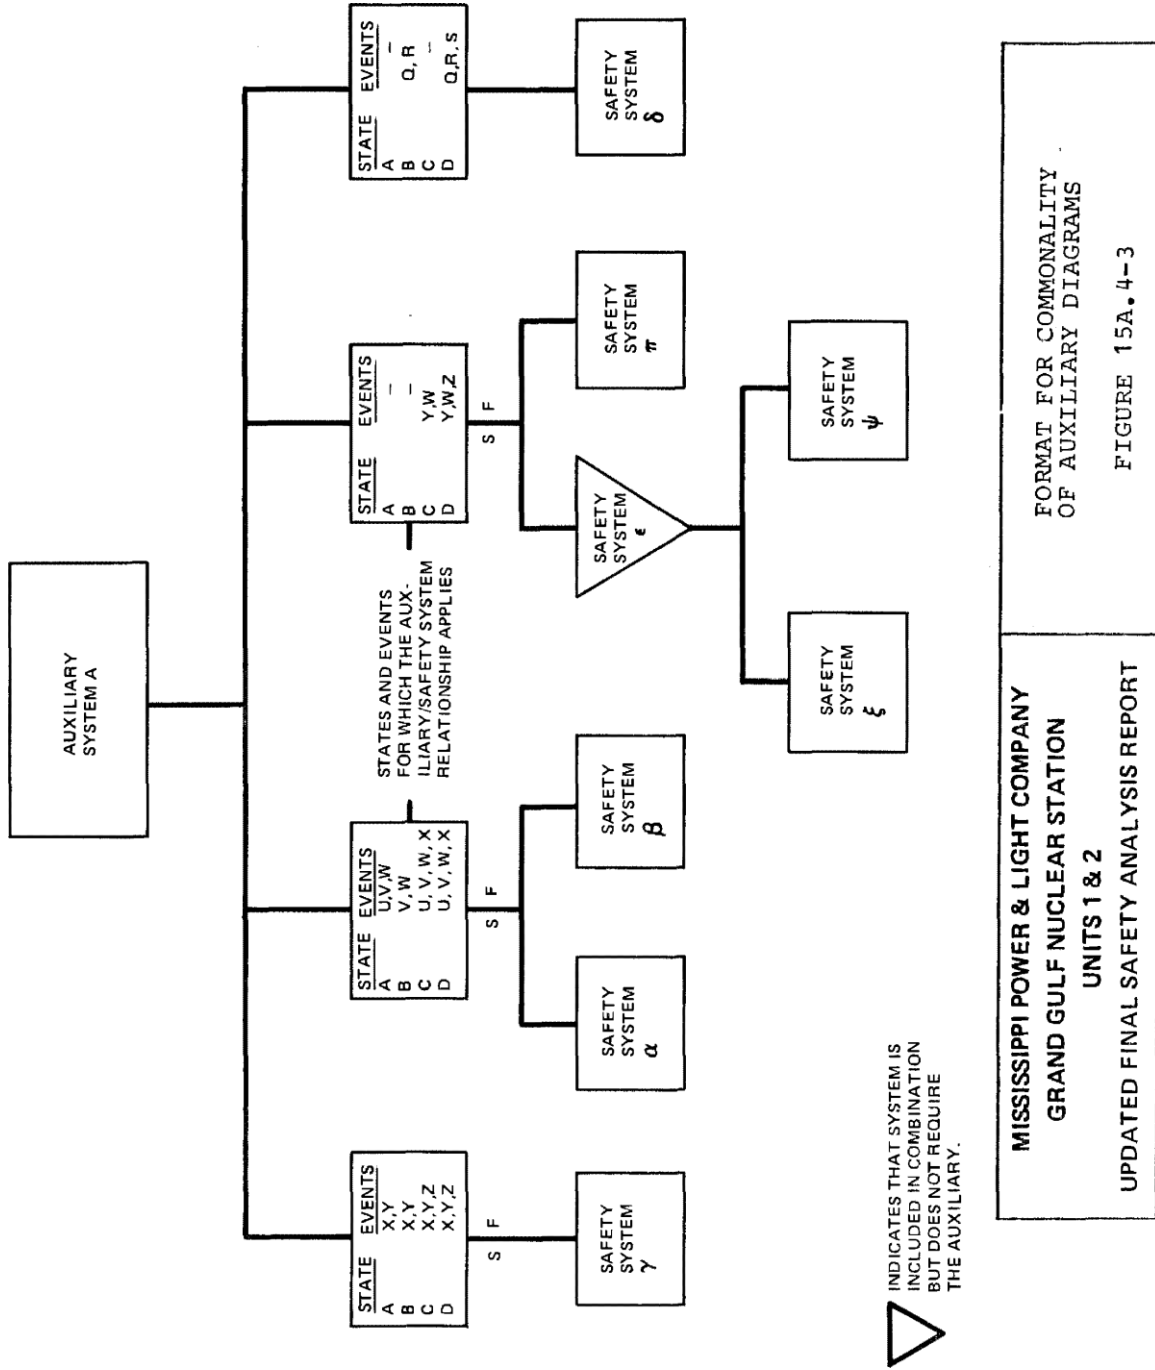 AUXILIARY
SYSTEM A
STATE EVENTS
A X,Y
B X,Y
C X,Y,Z
D X,Y,Z
S F
SAFETY
SYSTEM
γ
STATE EVENTS
A U,V,W
B V,W
C U,V,W,X
D U,V,W,X
S F
SAFETY
SYSTEM
α
SAFETY
SYSTEM
β
STATES AND EVENTS
FOR WHICH THE AUX-
ILIARY/SAFETY SYSTEM
RELATIONSHIP APPLIES
STATE EVENTS
A –
B –
C Y,W
D Y,W,Z
S F
SAFETY
SYSTEM
ϵ
SAFETY
SYSTEM
π
SAFETY
SYSTEM
ξ
SAFETY
SYSTEM
ψ
STATE EVENTS
A –
B Q,R
C –
D Q,R,S
SAFETY
SYSTEM
δ
INDICATES THAT SYSTEM IS
INCLUDED IN COMBINATION
BUT DOES NOT REQUIRE
THE AUXILIARY.
MISSISSIPPI POWER & LIGHT COMPANY
GRAND GULF NUCLEAR STATION
UNITS 1 & 2
UPDATED FINAL SAFETY ANALYSIS REPORT
FORMAT FOR COMMONALITY
OF AUXILIARY DIAGRAMS
FIGURE 15A.4-3